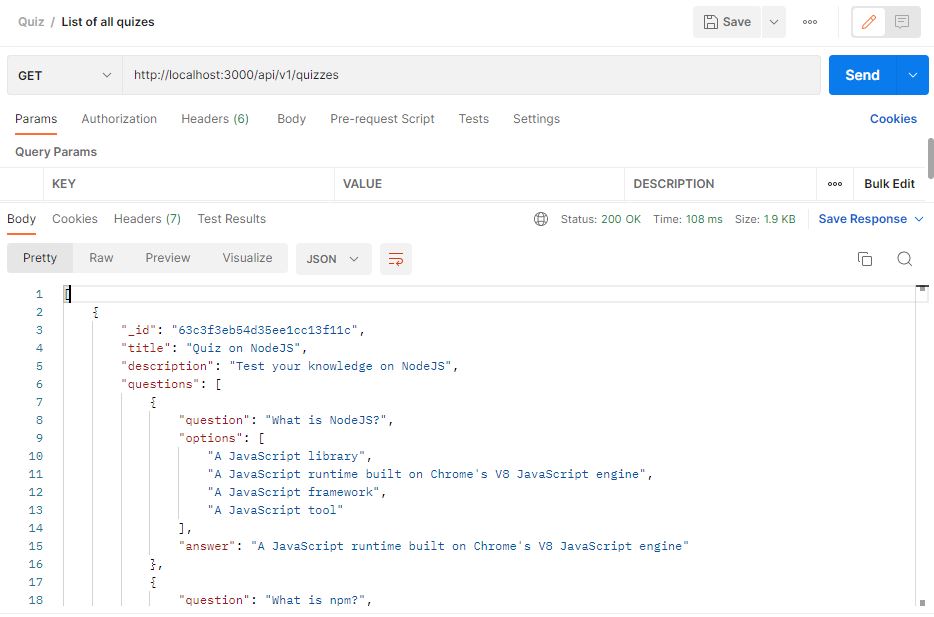 Quiz / List of all quizes
Save
GET http://localhost:3000/api/v1/quizzes Send
Params Authorization Headers (6) Body Pre-request Script Tests Settings Cookies
Query Params
KEY VALUE DESCRIPTION Bulk Edit
Body Cookies Headers (7) Test Results Status: 200 OK Time: 108 ms Size: 1.9 KB Save Response
Pretty Raw Preview Visualize JSON
1 [
2 {
3 "_id": "63c3f3eb54d35ee1cc13f11c",
4 "title": "Quiz on NodeJS",
5 "description": "Test your knowledge on NodeJS",
6 "questions": [
7 {
8 "question": "What is NodeJS?",
9 "options": [
10 "A JavaScript library",
11 "A JavaScript runtime built on Chrome's V8 JavaScript engine",
12 "A JavaScript framework",
13 "A JavaScript tool"
14 ],
15 "answer": "A JavaScript runtime built on Chrome's V8 JavaScript engine"
16 },
17 {
18 "question": "What is npm?",